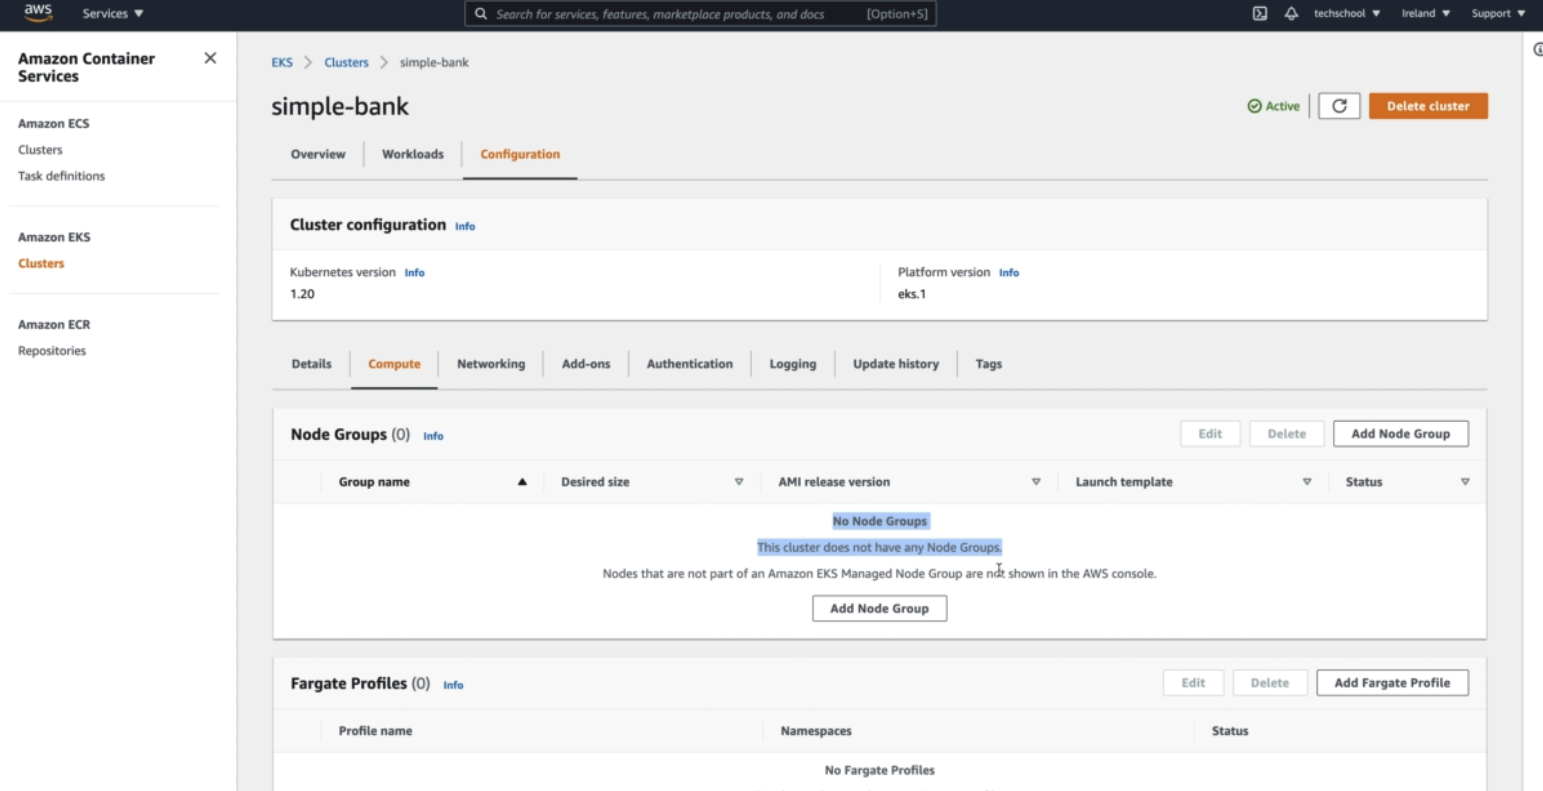 aws Services Search for services, features, marketplace products, and docs [Option+S] techschool Ireland Support
Amazon Container
Services
Amazon ECS
Clusters
Task definitions
Amazon EKS
Clusters
Amazon ECR
Repositories
EKS > Clusters > simple-bank
simple-bank
Active Delete cluster
Overview Workloads Configuration
Cluster configuration Info
Kubernetes version Info
1.20
Platform version Info
eks.1
Details Compute Networking Add-ons Authentication Logging Update history Tags
Node Groups (0) Info Edit Delete Add Node Group
Group name Desired size AMI release version Launch template Status
No Node Groups
This cluster does not have any Node Groups.
Nodes that are not part of an Amazon EKS Managed Node Group are not shown in the AWS console.
Add Node Group
Fargate Profiles (0) Info Edit Delete Add Fargate Profile
Profile name Namespaces Status
No Fargate Profiles